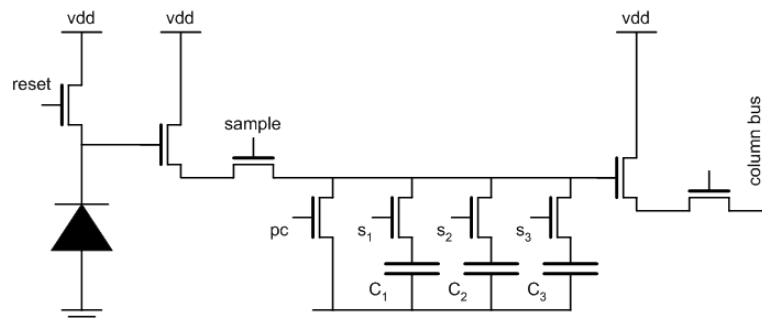 vdd
vdd
vdd
reset
sample
column bus
pc
s₁
s₂
s₃
C₁
C₂
C₃